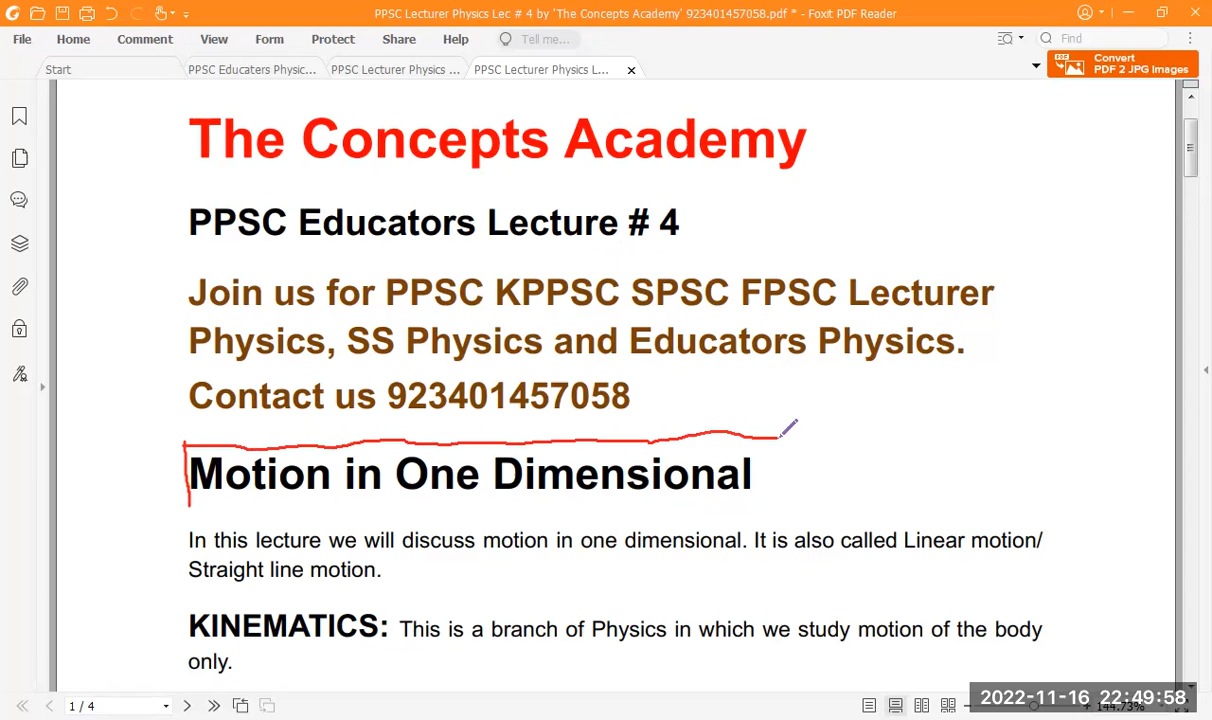 PPSC Lecturer Physics Lec # 4 by 'The Concepts Academy' 923401457058.pdf * - Foxit PDF Reader
File Home Comment View Form Protect Share Help Tell me... Find
Start PPSC Educaters Physic... PPSC Lecturer Physics ... PPSC Lecturer Physics L...
Convert
PDF 2 JPG Images
The Concepts Academy
PPSC Educators Lecture # 4
Join us for PPSC KPPSC SPSC FPSC Lecturer
Physics, SS Physics and Educators Physics.
Contact us 923401457058
Motion in One Dimensional
In this lecture we will discuss motion in one dimensional. It is also called Linear motion/
Straight line motion.
KINEMATICS: This is a branch of Physics in which we study motion of the body
only.
1 / 4
2022-11-16 22:49:58
144.73%